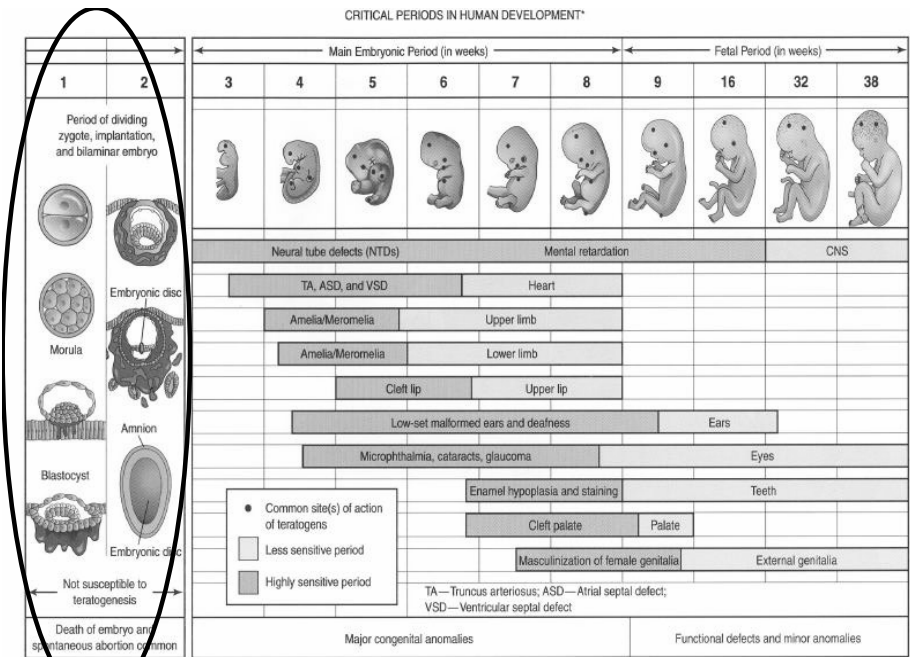 CRITICAL PERIODS IN HUMAN DEVELOPMENT*
Main Embryonic Period (in weeks)
Fetal Period (in weeks)
1
2
3
4
5
6
7
8
9
16
32
38
Period of dividing
zygote, implantation,
and bilaminar embryo
Embryonic disc
Morula
Amnion
Blastocyst
Embryonic disc
Not susceptible to
teratogenesis
Death of embryo and
spontaneous abortion common
Neural tube defects (NTDs)
Mental retardation
CNS
TA, ASD, and VSD
Heart
Amelia/Meromelia
Upper limb
Amelia/Meromelia
Lower limb
Cleft lip
Upper lip
Low-set malformed ears and deafness
Ears
Microphthalmia, cataracts, glaucoma
Eyes
Enamel hypoplasia and staining
Teeth
Cleft palate
Palate
Masculinization of female genitalia
External genitalia
Common site(s) of action
of teratogens
Less sensitive period
Highly sensitive period
TA—Truncus arteriosus; ASD—Atrial septal defect;
VSD—Ventricular septal defect
Major congenital anomalies
Functional defects and minor anomalies